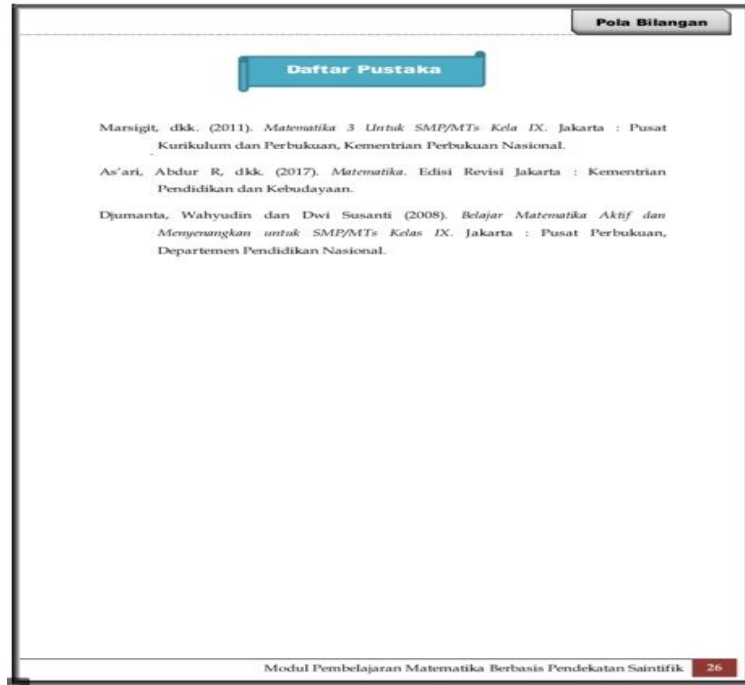 Pola Bilangan
Daftar Pustaka
Marsigit, dkk. (2011). Matematika 3 Untuk SMP/MTs Kela IX. Jakarta : Pusat
Kurikulum dan Perbukuan, Kementrian Perbukuan Nasional.
As'ari, Abdur R, dkk. (2017). Matematika. Edisi Revisi Jakarta : Kementrian
Pendidikan dan Kebudayaan.
Djumanta, Wahyudin dan Dwi Susanti (2008). Belajar Matematika Aktif dan
Menyenangkan untuk SMP/MTs Kelas IX. Jakarta : Pusat Perbukuan,
Departemen Pendidikan Nasional.
Modul Pembelajaran Matematika Berbasis Pendekatan Saintifik 26